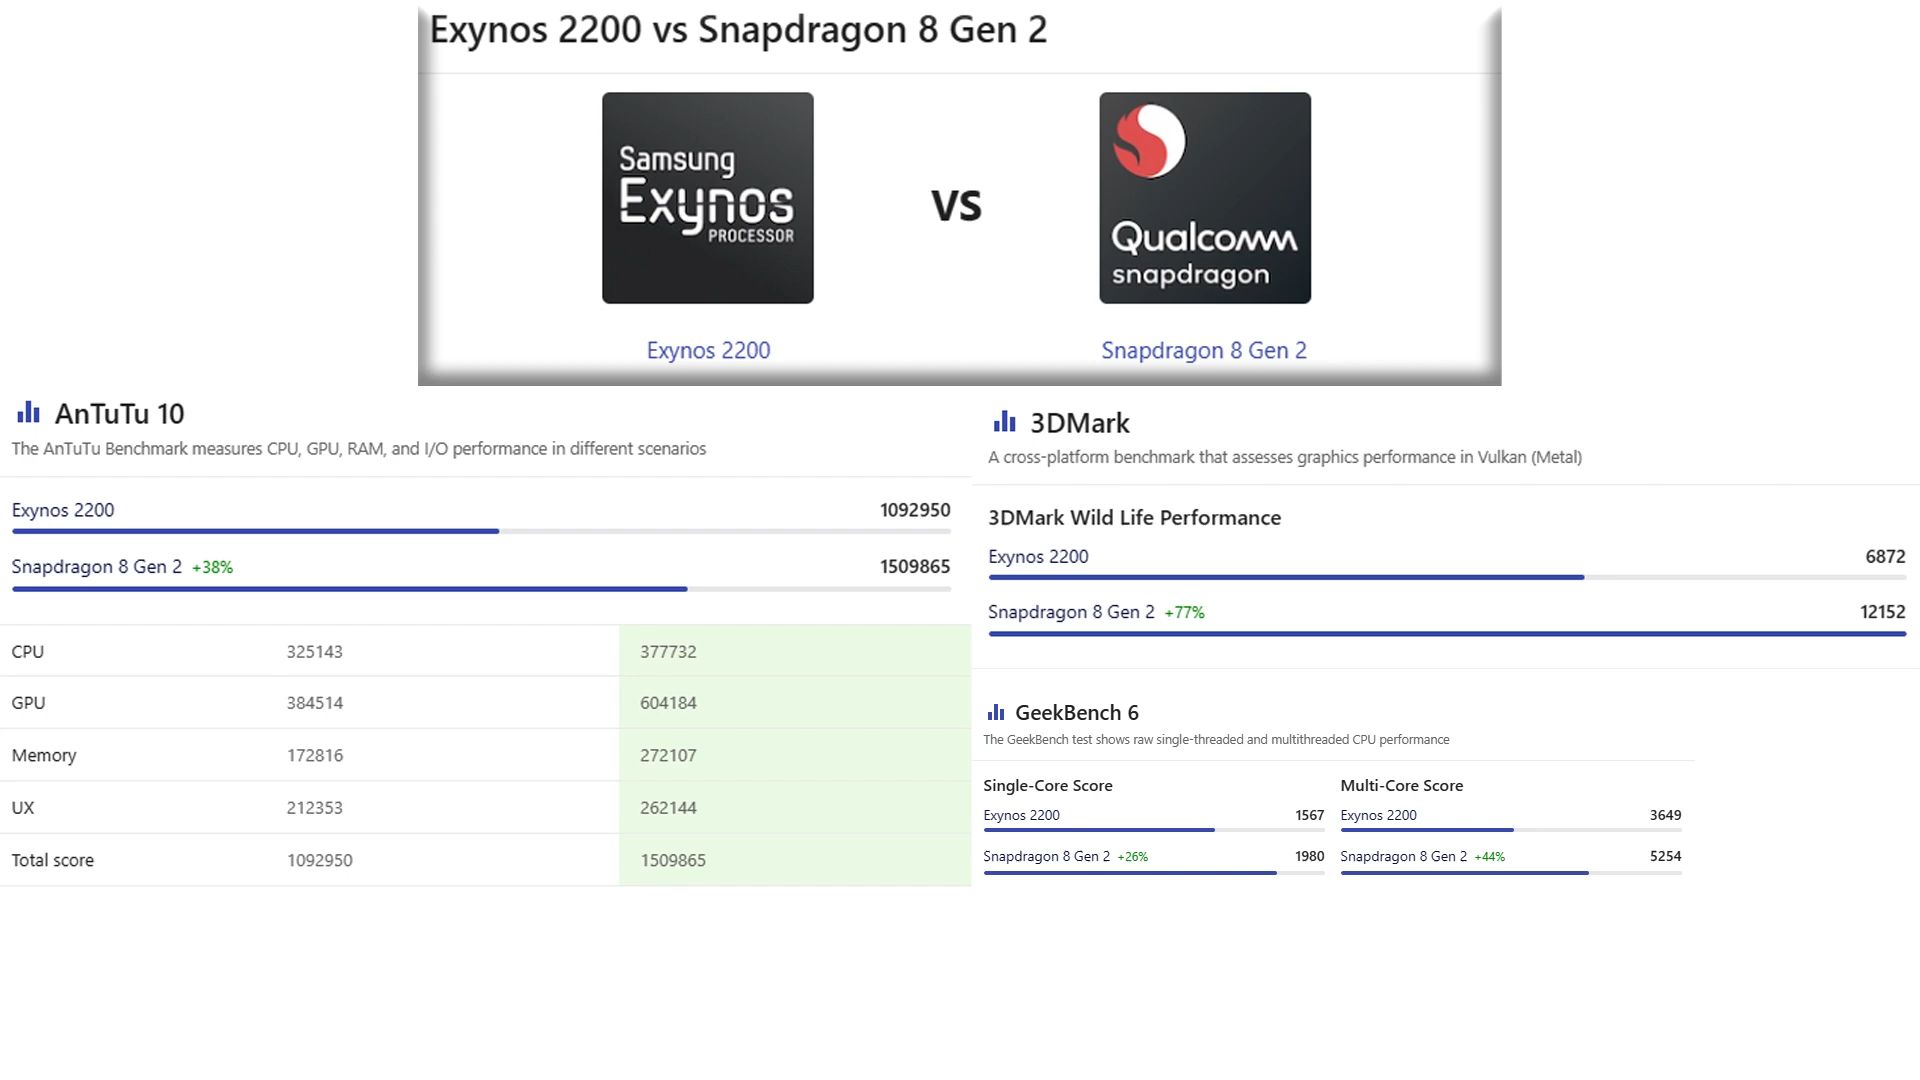 Exynos 2200 vs Snapdragon 8 Gen 2
Samsung
Exynos
PROCESSOR
VS
Qualcomm
snapdragon
Exynos 2200
Snapdragon 8 Gen 2
AnTuTu 10
The AnTuTu Benchmark measures CPU, GPU, RAM, and I/O performance in different scenarios
Exynos 2200 1092950
Snapdragon 8 Gen 2 +38% 1509865
CPU 325143 377732
GPU 384514 604184
Memory 172816 272107
UX 212353 262144
Total score 1092950 1509865
3DMark
A cross-platform benchmark that assesses graphics performance in Vulkan (Metal)
3DMark Wild Life Performance
Exynos 2200 6872
Snapdragon 8 Gen 2 +77% 12152
GeekBench 6
The GeekBench test shows raw single-threaded and multithreaded CPU performance
Single-Core Score
Exynos 2200 1567
Snapdragon 8 Gen 2 +26% 1980
Multi-Core Score
Exynos 2200 3649
Snapdragon 8 Gen 2 +44% 5254